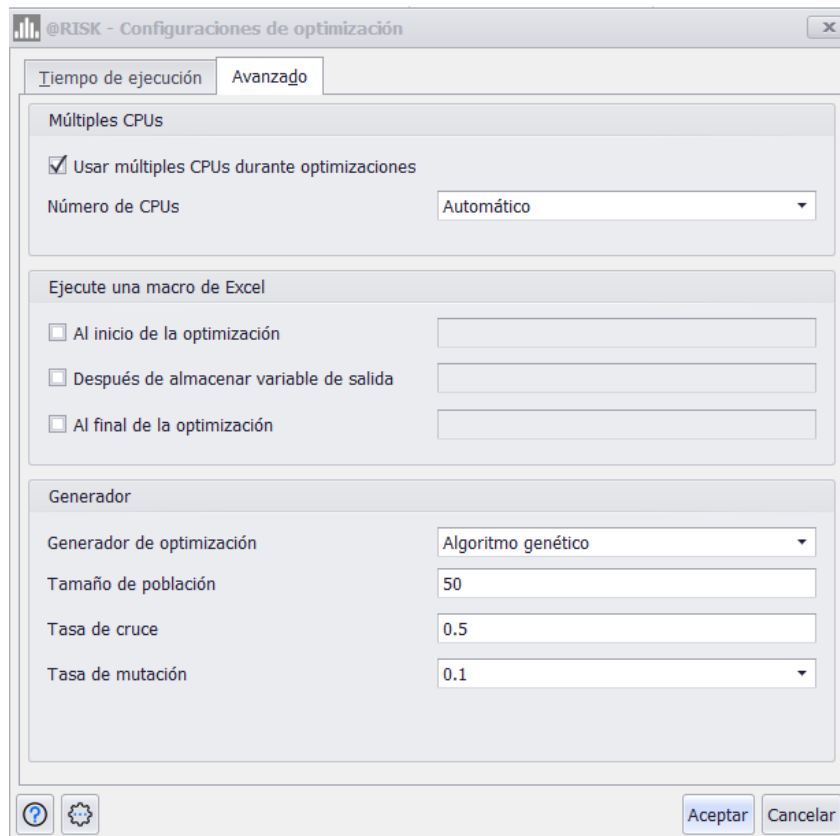 @RISK - Configuraciones de optimización
Tiempo de ejecución Avanzado
Múltiples CPUs
Usar múltiples CPUs durante optimizaciones
Número de CPUs Automático
Ejecute una macro de Excel
Al inicio de la optimización
Después de almacenar variable de salida
Al final de la optimización
Generador
Generador de optimización Algoritmo genético
Tamaño de población 50
Tasa de cruce 0.5
Tasa de mutación 0.1
Aceptar Cancelar